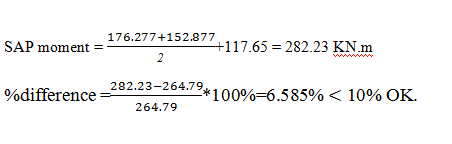 SAP moment = 176.277+152.877/2 +117.65 = 282.23 KN.m
%difference = 282.23−264.79/264.79 *100%=6.585% < 10% OK.